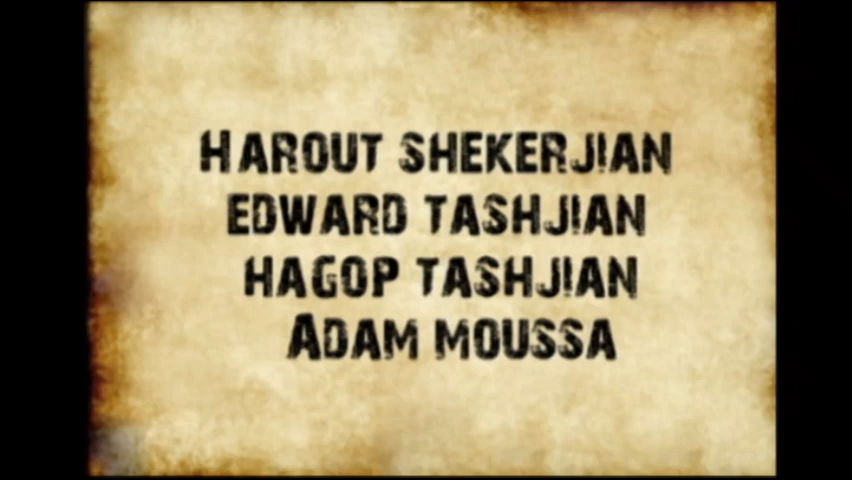 HAROUT SHEKERJIAN
EDWARD TASHJIAN
HAGOP TASHJIAN
ADAM MOUSSA